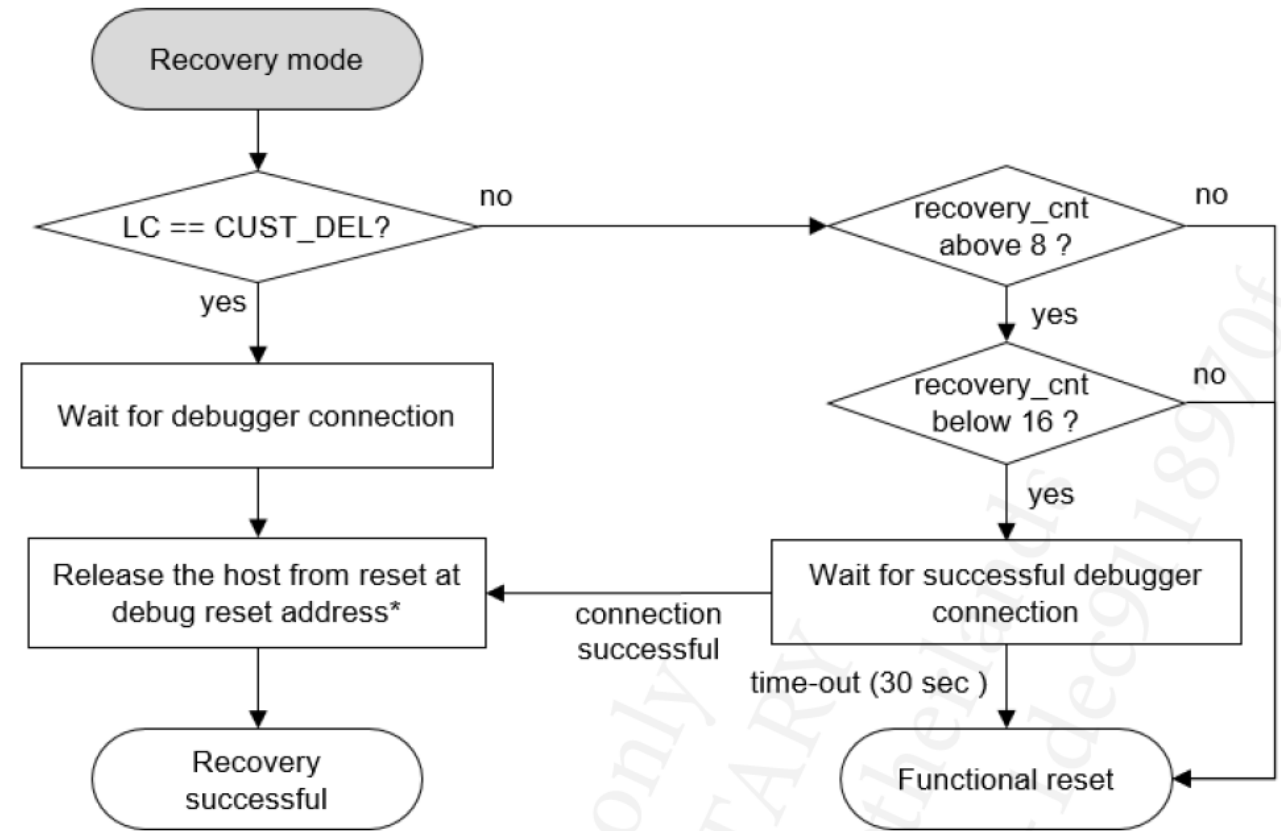 Recovery mode
LC == CUST_DEL?
no
yes
recovery_cnt
above 8 ?
no
yes
recovery_cnt
below 16 ?
no
yes
Wait for debugger connection
Release the host from reset at
debug reset address*
Wait for successful debugger
connection
connection
successful
time-out (30 sec )
Recovery
successful
Functional reset
only